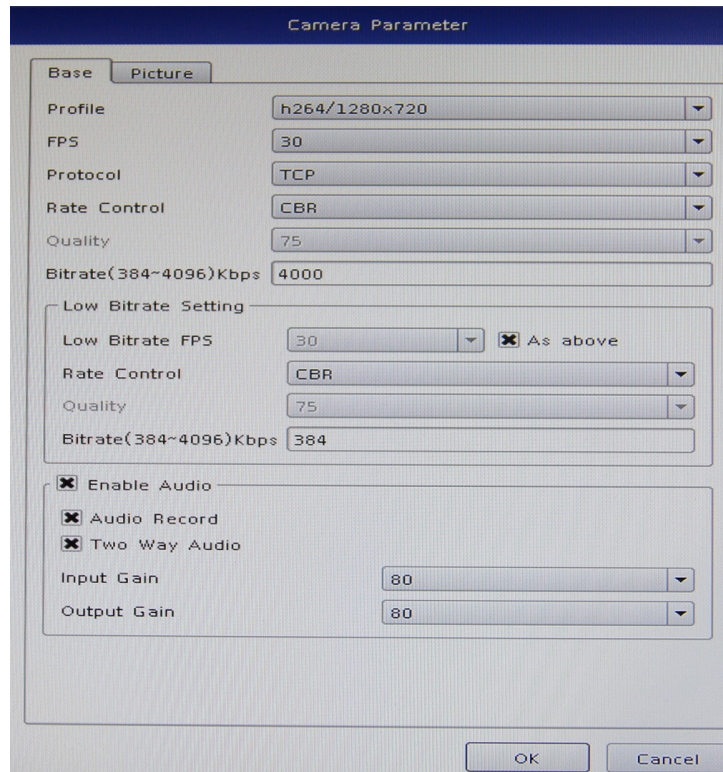 Camera Parameter
Base Picture
Profile h264/1280x720
FPS 30
Protocol TCP
Rate Control CBR
Quality 75
Bitrate(384~4096)Kbps 4000
Low Bitrate Setting
Low Bitrate FPS 30 As above
Rate Control CBR
Quality 75
Bitrate(384~4096)Kbps 384
Enable Audio
Audio Record
Two Way Audio
Input Gain 80
Output Gain 80
OK Cancel